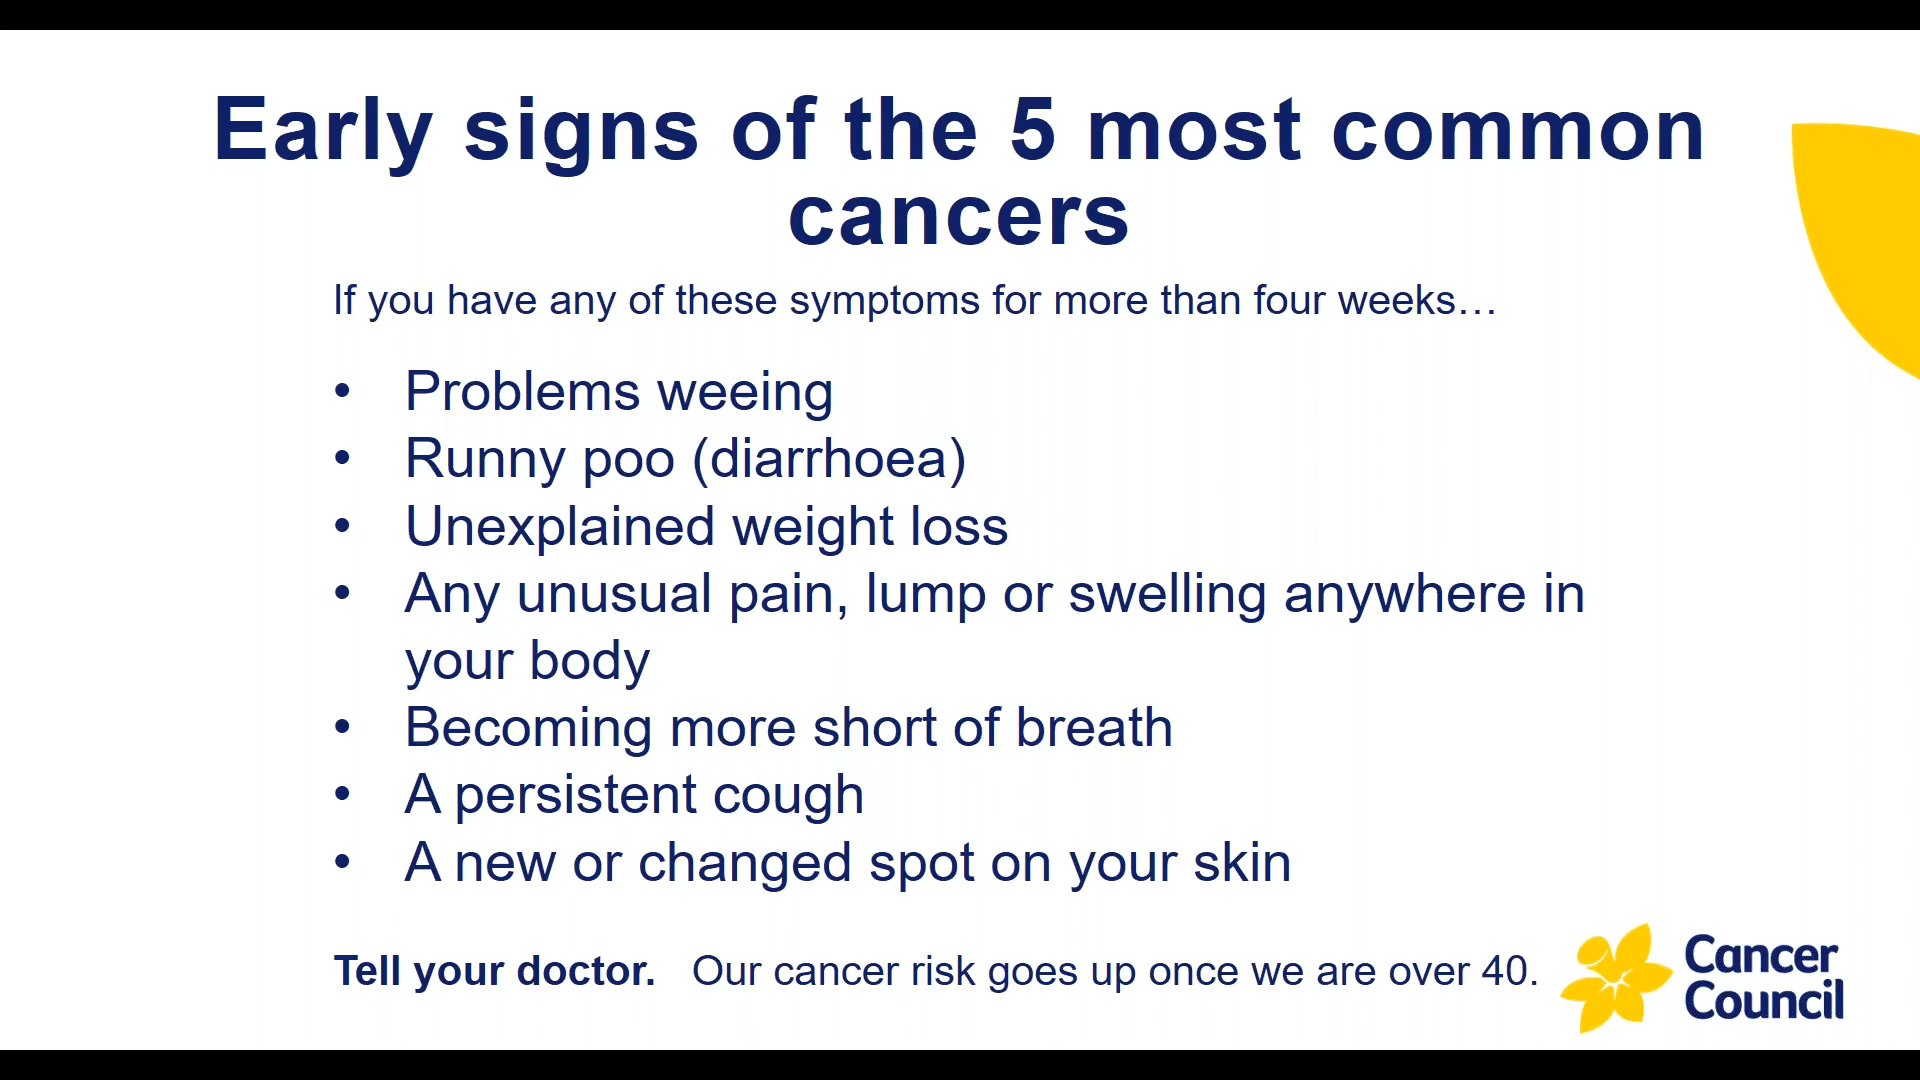 Early signs of the 5 most common
cancers
If you have any of these symptoms for more than four weeks…
• Problems weeing
• Runny poo (diarrhoea)
• Unexplained weight loss
• Any unusual pain, lump or swelling anywhere in
your body
• Becoming more short of breath
• A persistent cough
• A new or changed spot on your skin
Tell your doctor. Our cancer risk goes up once we are over 40.
Cancer
Council